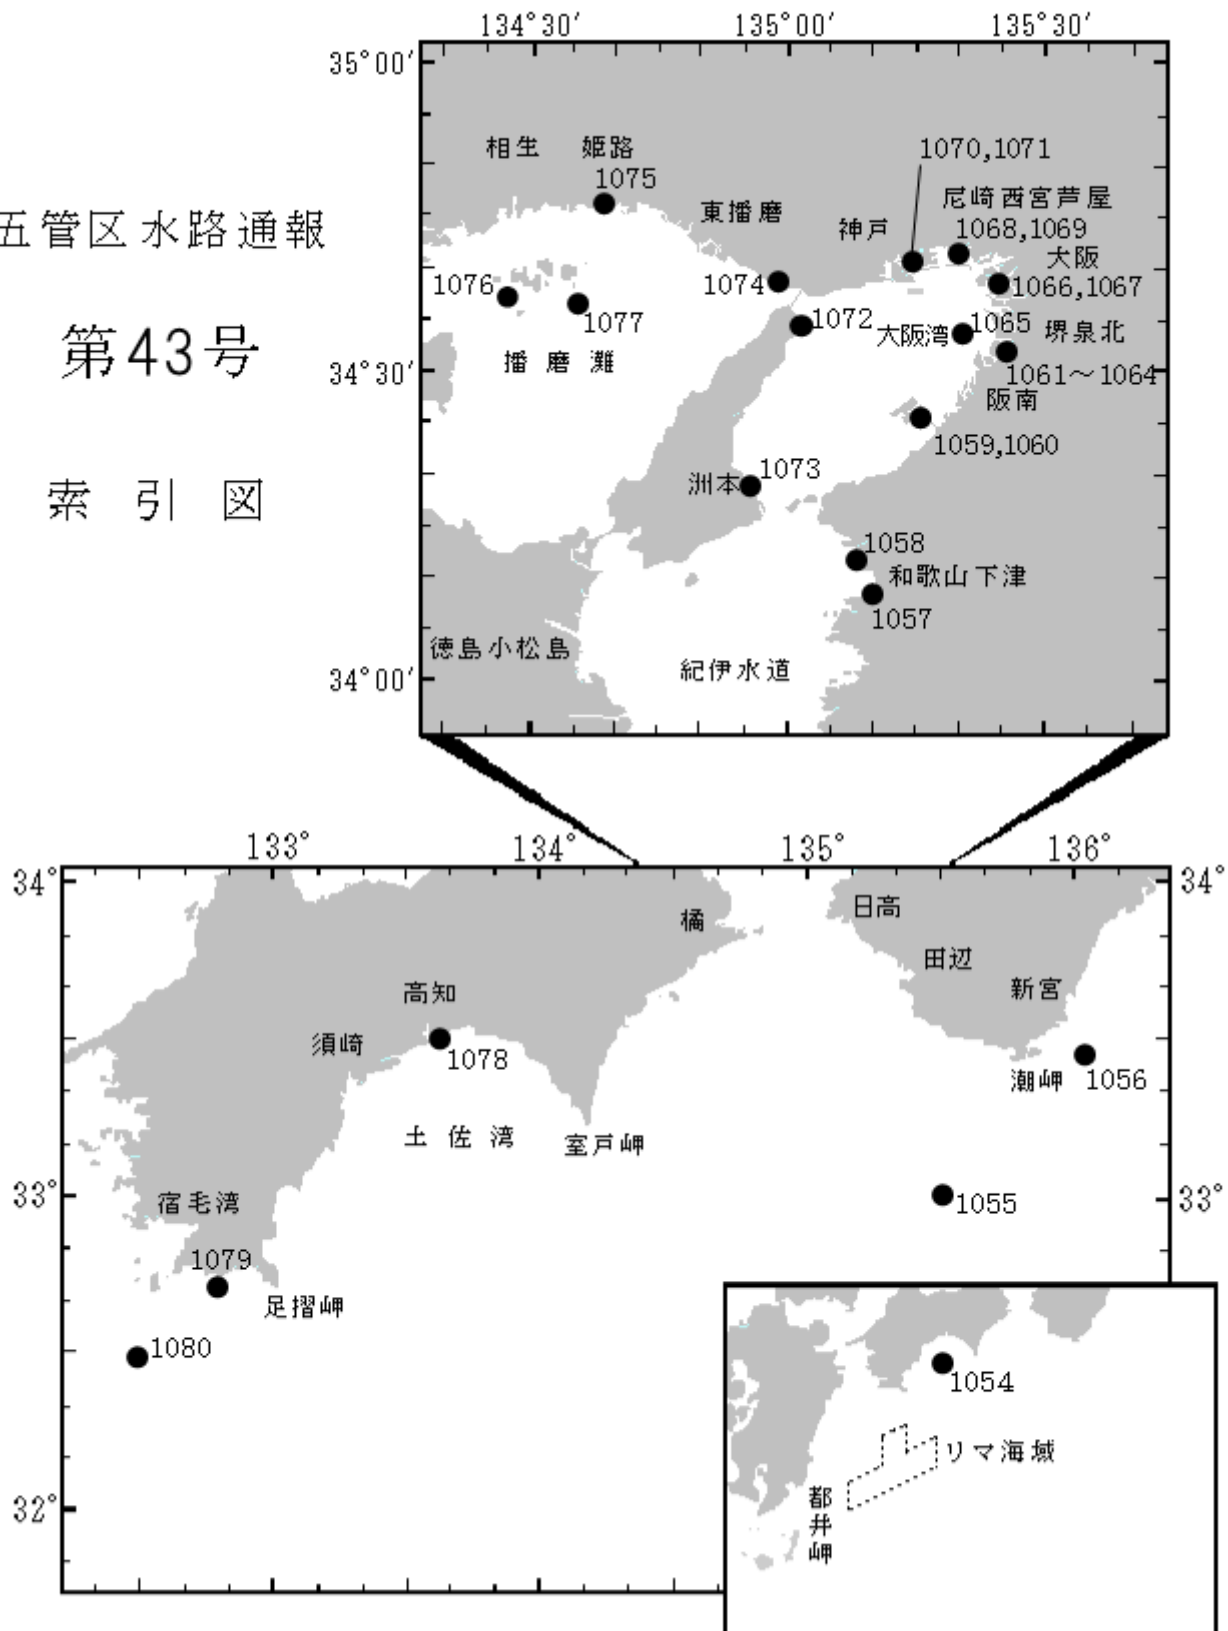 134°30′ 135°00′ 135°30′
35°00′
相生 姫路
1075
1070,1071
東播磨
神戸
尼崎西宮芦屋
1068,1069
大阪
1066,1067
五管区水路通報
1076
1077
1074
1072
大阪湾
1065
堺泉北
1061～1064
第43号
播磨灘
34°30′
阪南
1059,1060
索引図
洲本
1073
1058
和歌山下津
1057
徳島小松島
紀伊水道
34°00′
133° 134° 135° 136°
34° 34°
橘
日高
田辺
新宮
高知
須崎
1078
潮岬
1056
土佐湾
室戸岬
33° 33°
宿毛湾
1055
1079
足摺岬
1080
1054
リマ海域
都井岬
32°